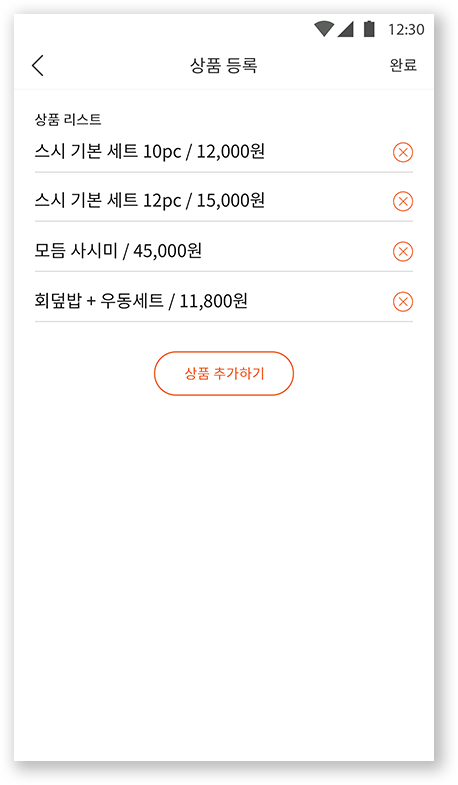 12:30
상품 등록
완료
상품 리스트
스시 기본 세트 10pc / 12,000원
스시 기본 세트 12pc / 15,000원
모듬 사시미 / 45,000원
회덮밥 + 우동세트 / 11,800원
상품 추가하기